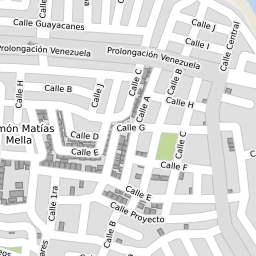 Calle Guayacanes
Calle J
Calle I
Calle Central
Prolongación Venezuela
Prolongación Venezuela
Calle C
Calle B
Calle H
Calle B
Calle I
Calle A
Calle H
Calle G
món Matías
Mella
Calle D
Calle E
Calle C
Calle F
Calle 1ra
Calle E
Calle Proyecto
Calle B